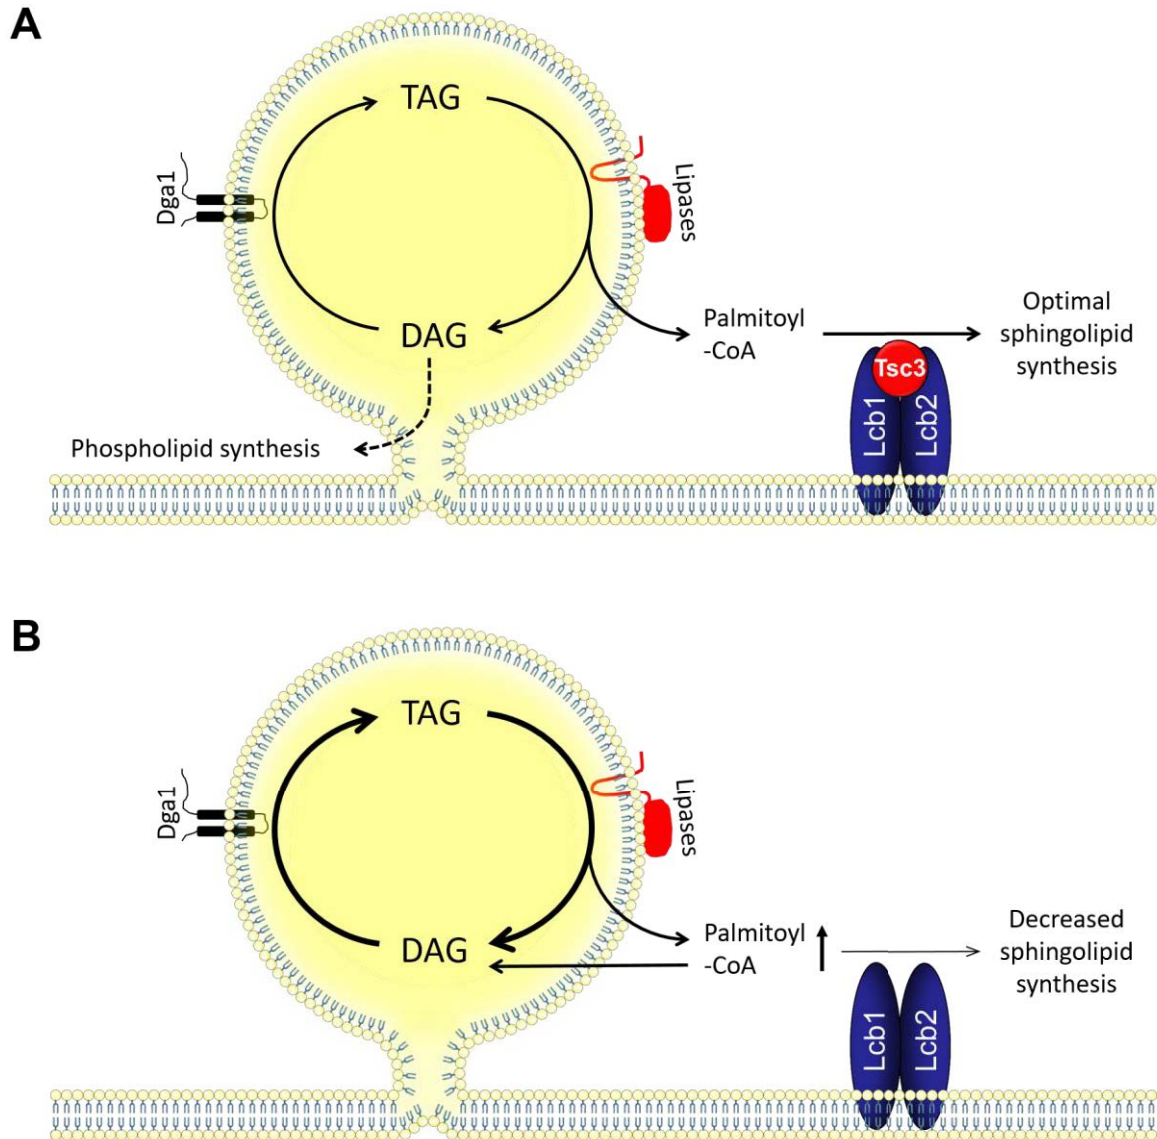 A
TAG
Dga1
Lipases
DAG
Palmitoyl
-CoA
Optimal
sphingolipid
synthesis
Tsc3
Lcb1
Lcb2
Phospholipid synthesis
B
TAG
Dga1
Lipases
DAG
Palmitoyl
-CoA
Decreased
sphingolipid
synthesis
Lcb1
Lcb2